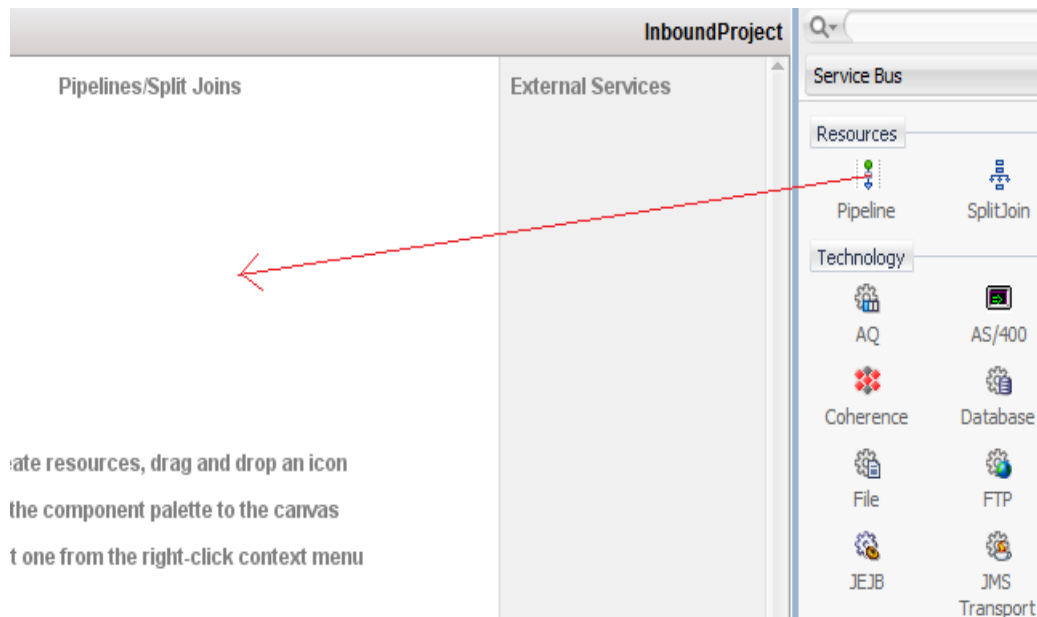 InboundProject
Pipelines/Split Joins
External Services
ate resources, drag and drop an icon
the component palette to the canvas
t one from the right-click context menu
Service Bus
Resources
Pipeline
SplitJoin
Technology
AQ
AS/400
Coherence
Database
File
FTP
JEJB
JMS
Transport